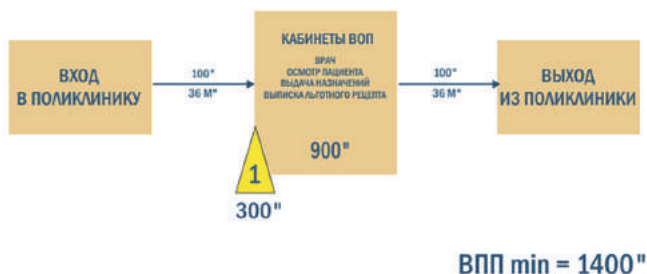 ВХОД
В ПОЛИКЛИНИКУ
100"
36 М"
КАБИНЕТЫ ВОП
ВРАЧ
ОСМОТР ПАЦИЕНТА
ВЫДАЧА НАЗНАЧЕНИЙ
ВЫПИСКА ЛЬГОТНОГО РЕЦЕПТА
900"
1
300"
100"
36 М"
ВЫХОД
ИЗ ПОЛИКЛИНИКИ
ВПП min = 1400"